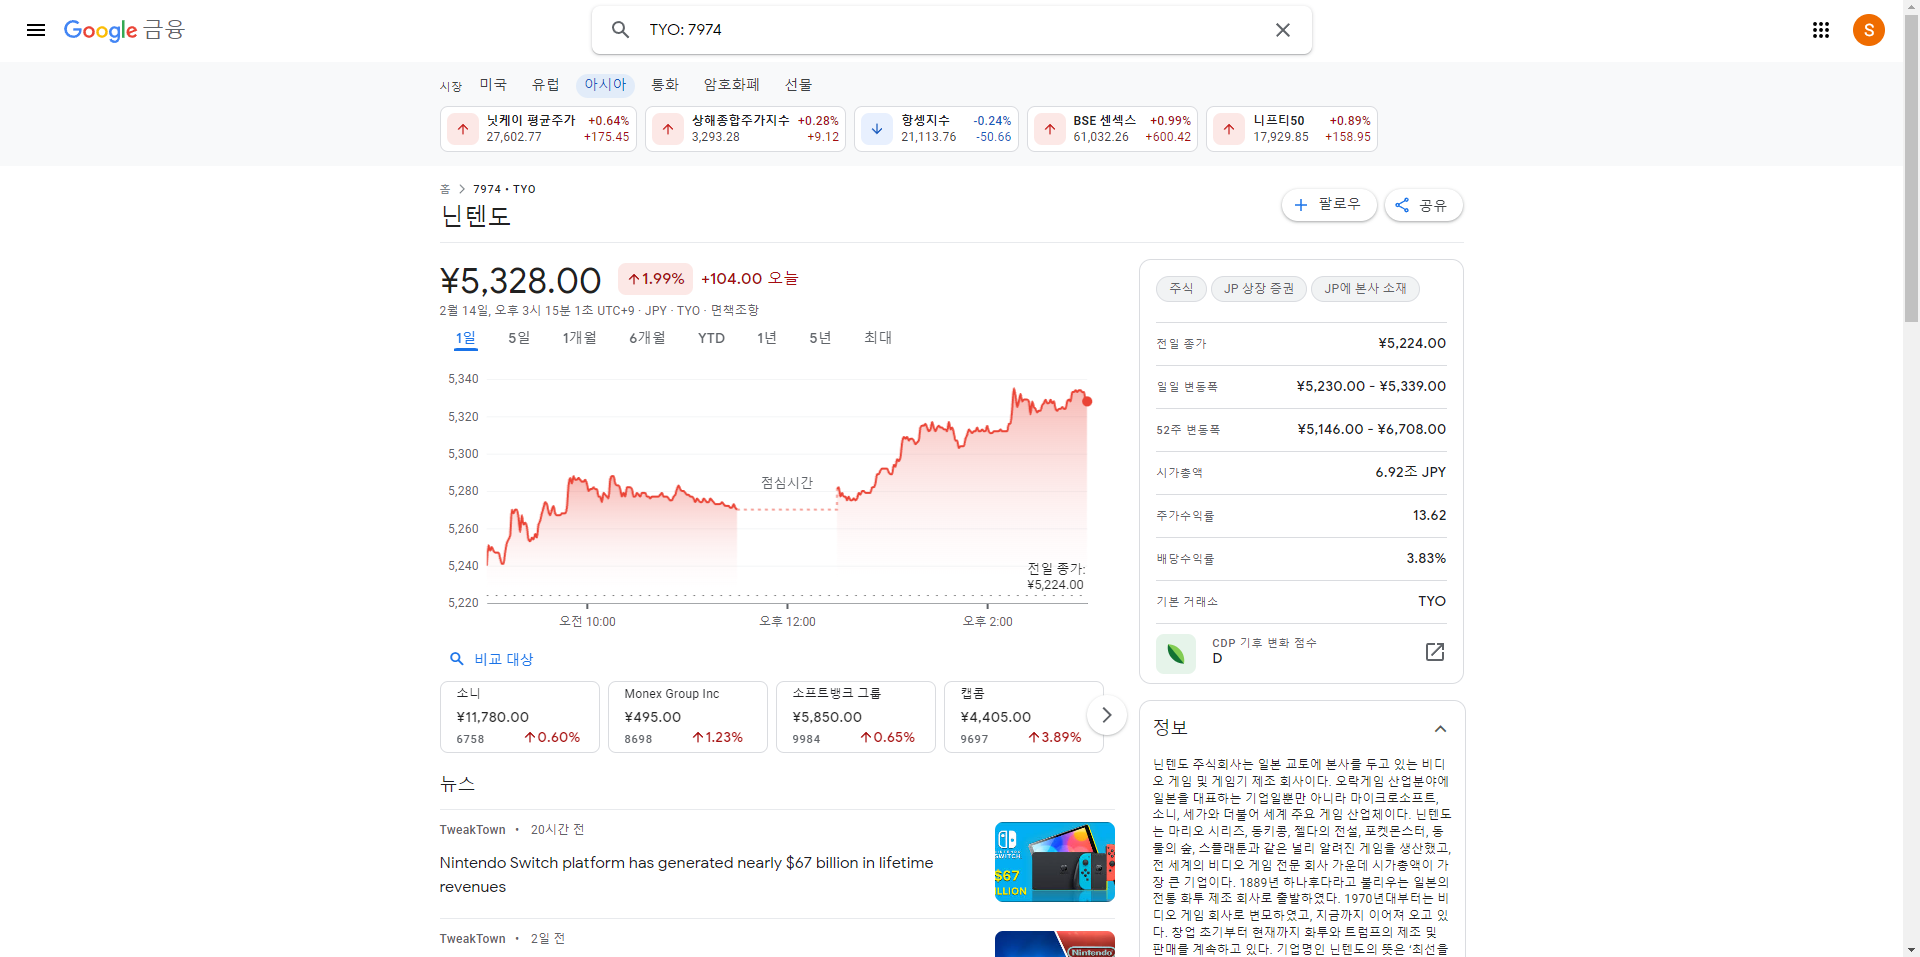 Google 금융
TYO: 7974
S
시장 미국 유럽 아시아 통화 암호화폐 선물
닛케이 평균주가 +0.64%
27,602.77 +175.45
상해종합주가지수 +0.28%
3,293.28 +9.12
항셍지수 -0.24%
21,113.76 -50.66
BSE 센섹스 +0.99%
61,032.26 +600.42
니프티50 +0.89%
17,929.85 +158.95
홈 7974 • TYO
닌텐도
팔로우
공유
¥5,328.00 1.99% +104.00 오늘
2월 14일, 오후 3시 15분 1초 UTC+9 · JPY · TYO · 면책조항
1일 5일 1개월 6개월 YTD 1년 5년 최대
5,340
5,320
5,300
5,280
5,260
5,240
5,220
점심시간
전일 종가:
¥5,224.00
오전 10:00 오후 12:00 오후 2:00
비교 대상
소니
¥11,780.00
6758 0.60%
Monex Group Inc
¥495.00
8698 1.23%
소프트뱅크 그룹
¥5,850.00
9984 0.65%
캡콤
¥4,405.00
9697 3.89%
뉴스
TweakTown • 20시간 전
Nintendo Switch platform has generated nearly $67 billion in lifetime
revenues
SWITCH
$67
LLION
TweakTown • 2일 전
Nintendo
주식 JP 상장 증권 JP에 본사 소재
전일 종가 ¥5,224.00
일일 변동폭 ¥5,230.00 - ¥5,339.00
52주 변동폭 ¥5,146.00 - ¥6,708.00
시가총액 6.92조 JPY
주가수익률 13.62
배당수익률 3.83%
기본 거래소 TYO
CDP 기후 변화 점수
D
정보
닌텐도 주식회사는 일본 교토에 본사를 두고 있는 비디
오 게임 및 게임기 제조 회사이다. 오락게임 산업분야에
일본을 대표하는 기업일뿐만 아니라 마이크로소프트,
소니, 세가와 더불어 세계 주요 게임 산업체이다. 닌텐도
는 마리오 시리즈, 동키콩, 젤다의 전설, 포켓몬스터, 동
물의 숲, 스플래툰과 같은 널리 알려진 게임을 생산했고,
전 세계의 비디오 게임 전문 회사 가운데 시가총액이 가
장 큰 기업이다. 1889년 하나후다라고 불리우는 일본의
전통 화투 제조 회사로 출발하였다. 1970년대부터는 비
디오 게임 회사로 변모하였고, 지금까지 이어져 오고 있
다. 창업 초기부터 현재까지 화투와 트럼프의 제조 및
판매를 계속하고 있다. 기업명인 닌텐도의 뜻은 '최선을